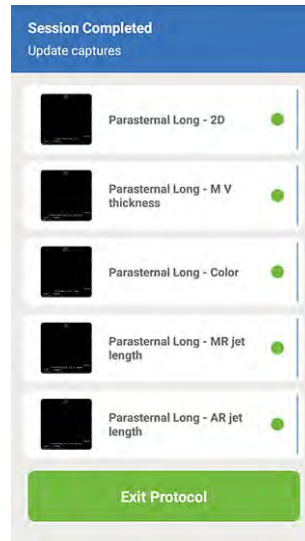 Session Completed
Update captures
Parasternal Long - 2D
Parasternal Long - M V
thickness
Parasternal Long - Color
Parasternal Long - MR jet
length
Parasternal Long - AR jet
length
Exit Protocol